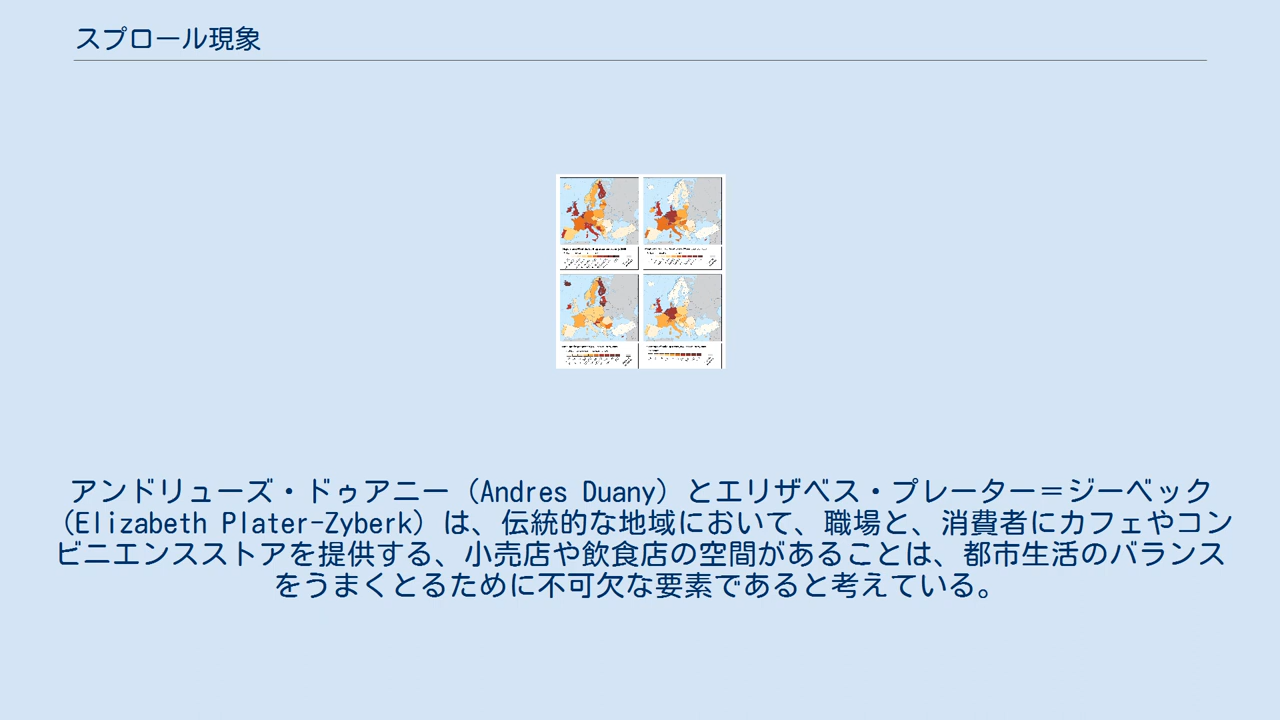 スプロール現象
アンドリューズ・ドゥアニー（Andres Duany）とエリザベス・プレーター＝ジーベック
（Elizabeth Plater-Zyberk）は、伝統的な地域において、職場と、消費者にカフェやコン
ビニエンスストアを提供する、小売店や飲食店の空間があることは、都市生活のバランス
をうまくとるために不可欠な要素であると考えている。